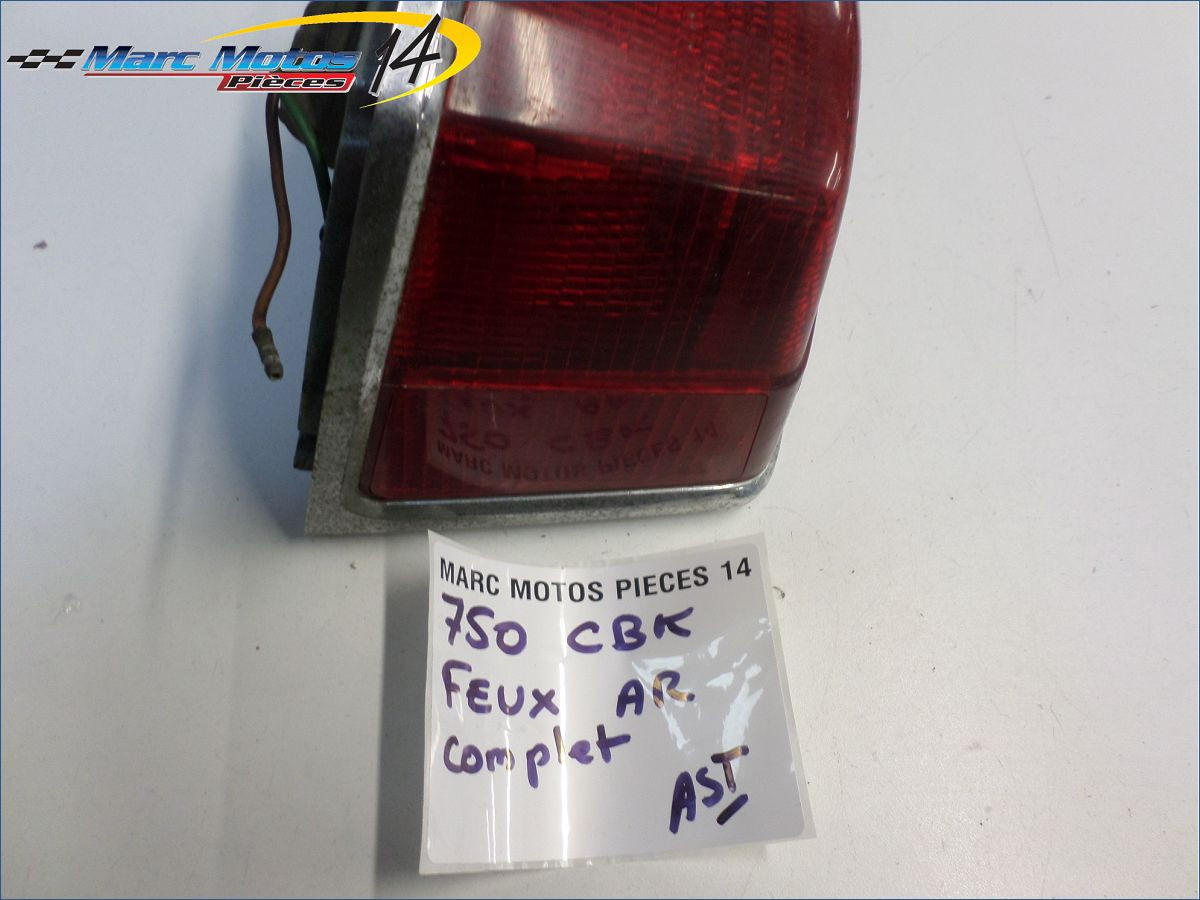 Marc Motos 14
Pièces
MARC MOTOS PIECES 14
750 CBK
FEUX AR.
complet
AST